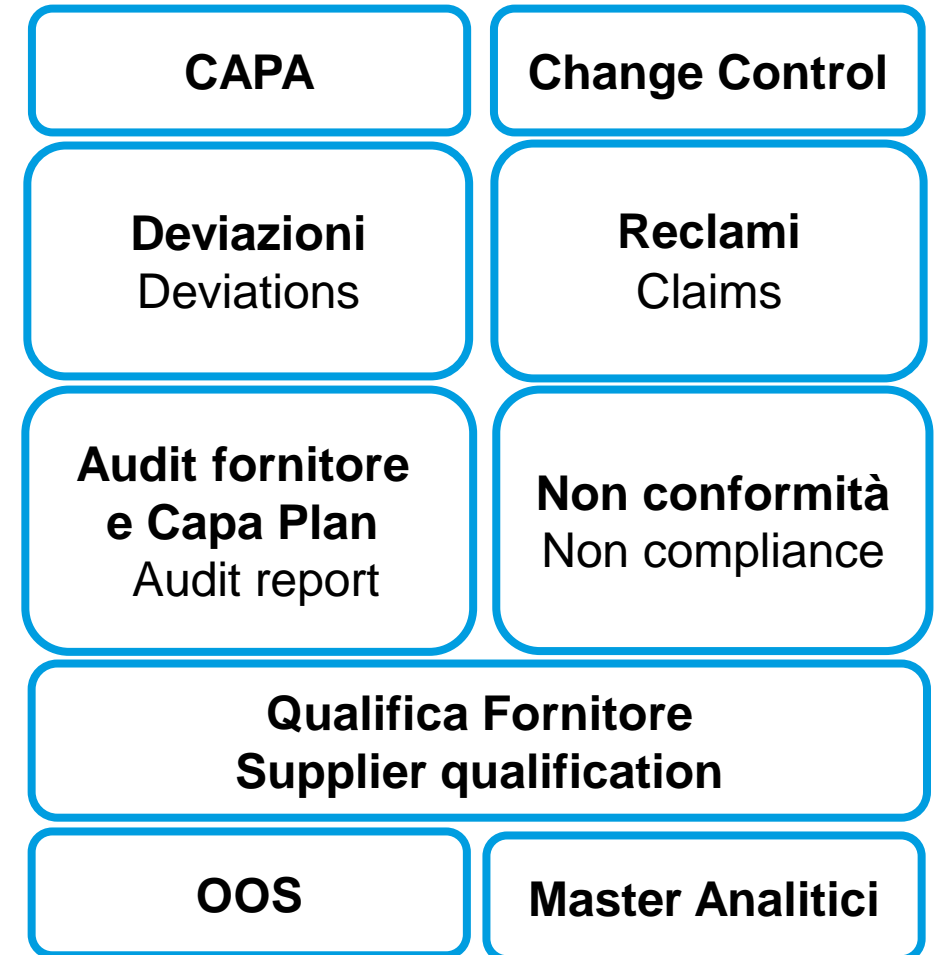 CAPA
Change Control
Deviazioni
Deviations
Reclami
Claims
Audit fornitore
e Capa Plan
Audit report
Non conformità
Non compliance
Qualifica Fornitore
Supplier qualification
OOS
Master Analitici